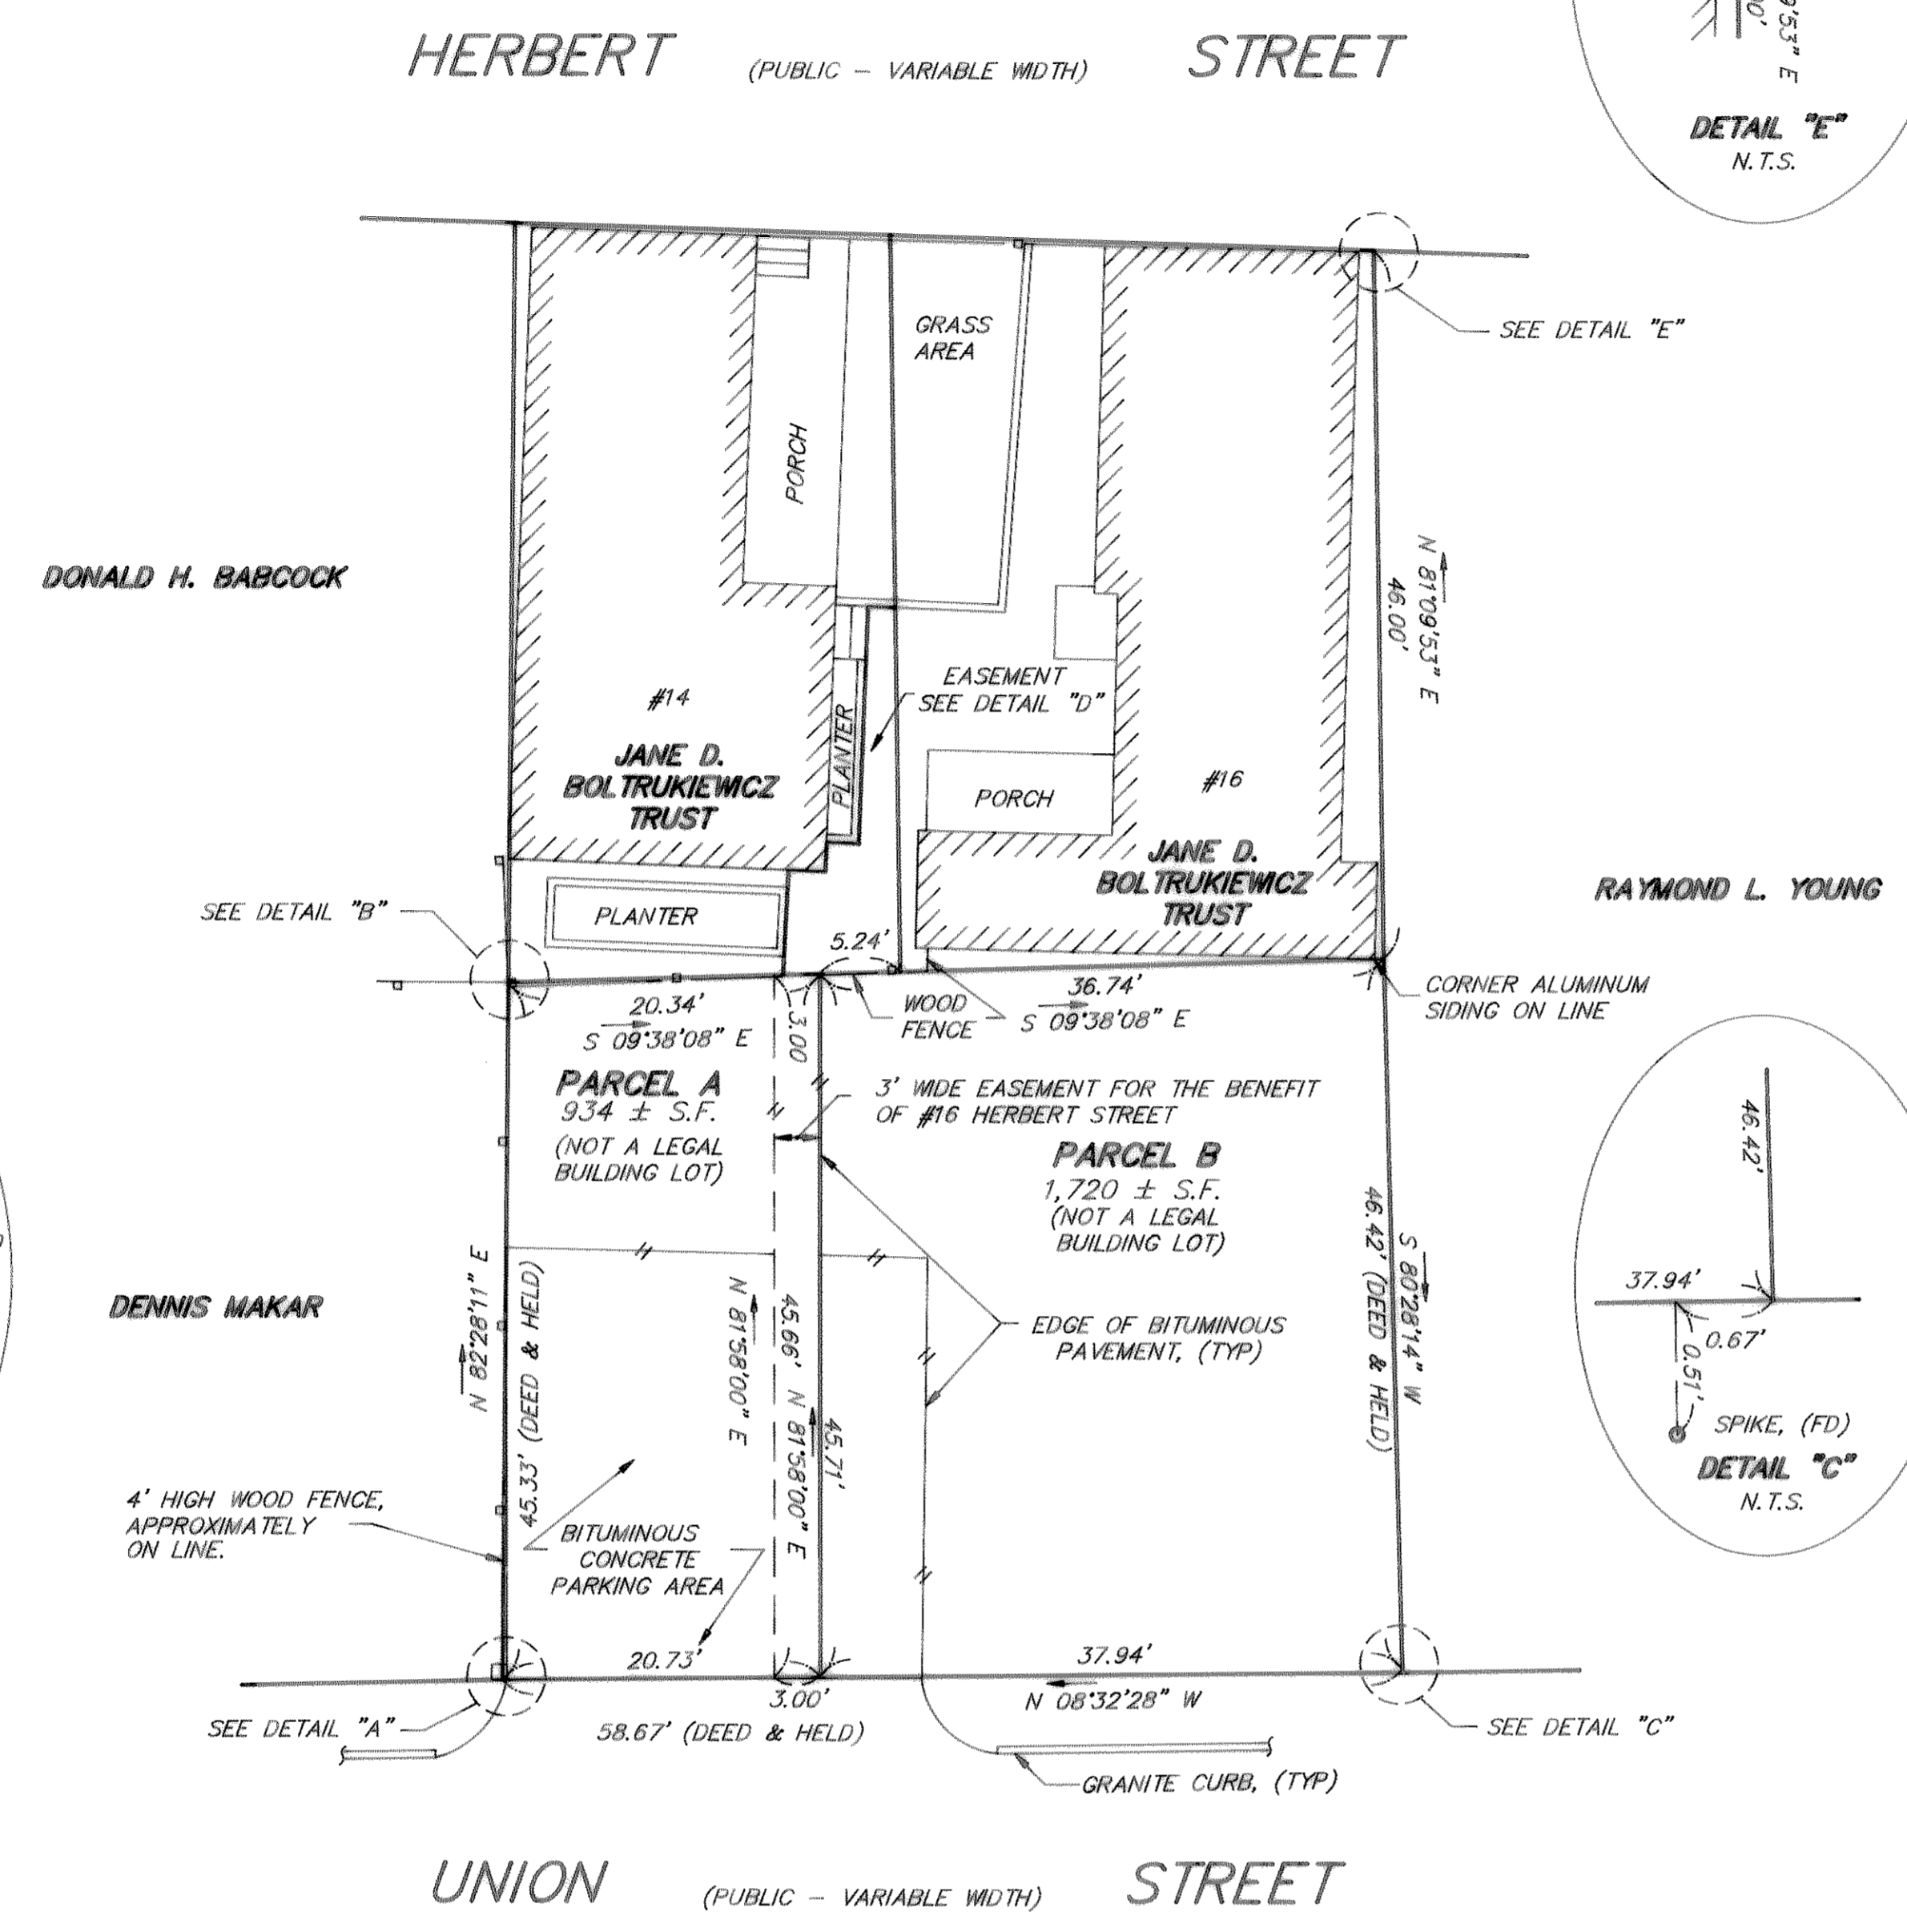 HERBERT (PUBLIC – VARIABLE WIDTH) STREET
9'53" E
00'
DETAIL "E"
N.T.S.
SEE DETAIL "E"
GRASS
AREA
PORCH
DONALD H. BABCOCK
N 81°09'53" E
46.00'
#14
JANE D.
BOLTRUKIEWICZ
TRUST
PLANTER
EASEMENT
SEE DETAIL "D"
PORCH
#16
JANE D.
BOLTRUKIEWICZ
TRUST
RAYMOND L. YOUNG
SEE DETAIL "B"
PLANTER
5.24'
20.34'
S 09°38'08" E
3.00
WOOD
FENCE
36.74'
S 09°38'08" E
CORNER ALUMINUM
SIDING ON LINE
PARCEL A
934 ± S.F.
(NOT A LEGAL
BUILDING LOT)
3' WIDE EASEMENT FOR THE BENEFIT
OF #16 HERBERT STREET
PARCEL B
1,720 ± S.F.
(NOT A LEGAL
BUILDING LOT)
DENNIS MAKAR
N 82°28'11" E
45.33' (DEED & HELD)
N 81°58'00" E
45.66' N 81°58'00" E
45.71'
EDGE OF BITUMINOUS
PAVEMENT, (TYP)
46.42' (DEED & HELD)
S 80°28'14" W
46.42'
37.94'
0.67'
0.51'
SPIKE, (FD)
DETAIL "C"
N.T.S.
4' HIGH WOOD FENCE,
APPROXIMATELY
ON LINE.
BITUMINOUS
CONCRETE
PARKING AREA
20.73'
3.00'
37.94'
N 08°32'28" W
58.67' (DEED & HELD)
SEE DETAIL "A"
SEE DETAIL "C"
GRANITE CURB, (TYP)
UNION (PUBLIC – VARIABLE WIDTH) STREET